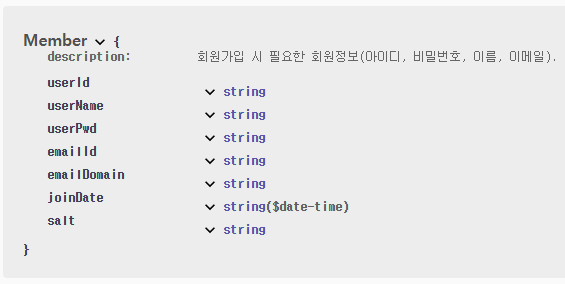 Member {
description: 회원가입 시 필요한 회원정보(아이디, 비밀번호, 이름, 이메일).
userId string
userName string
userPwd string
emailId string
emailDomain string
joinDate string($date-time)
salt string
}